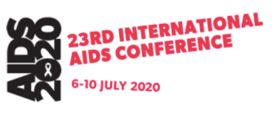 AIDS
2020
23RD INTERNATIONAL
AIDS CONFERENCE
6-10 JULY 2020